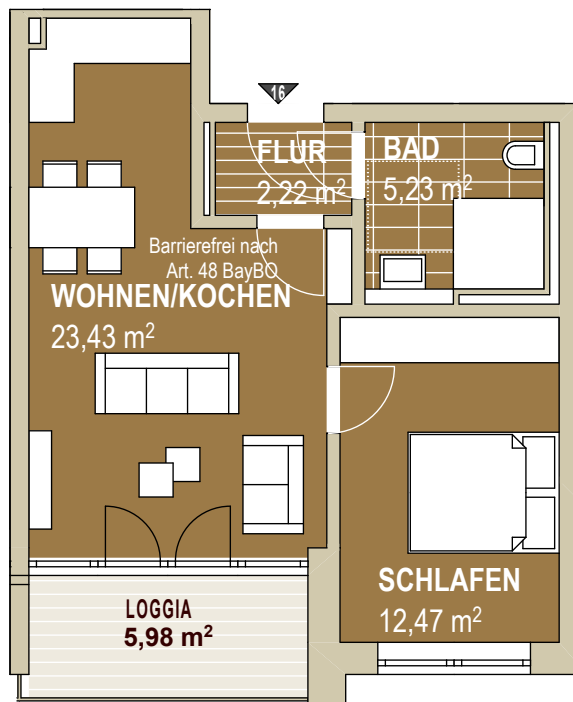 16
FLUR
2,22 m²
BAD
5,23 m²
Barrierefrei nach
Art. 48 BayBO
WOHNEN/KOCHEN
23,43 m²
SCHLAFEN
12,47 m²
LOGGIA
5,98 m²